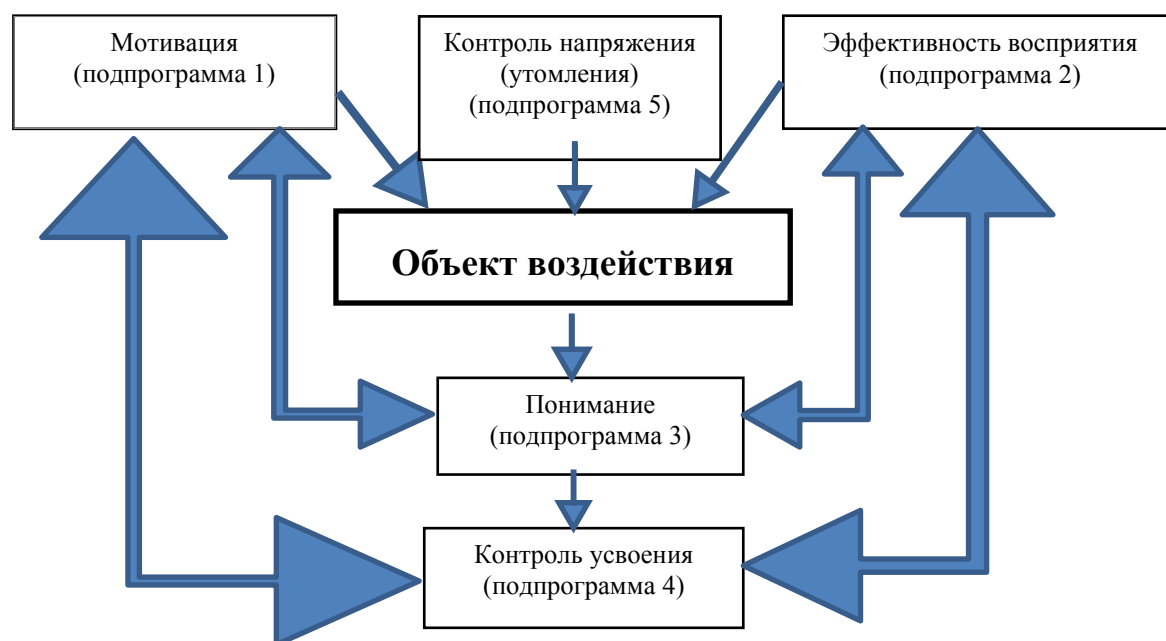 Мотивация
(подпрограмма 1)
Контроль напряжения
(утомления)
(подпрограмма 5)
Эффективность восприятия
(подпрограмма 2)
Объект воздействия
Понимание
(подпрограмма 3)
Контроль усвоения
(подпрограмма 4)